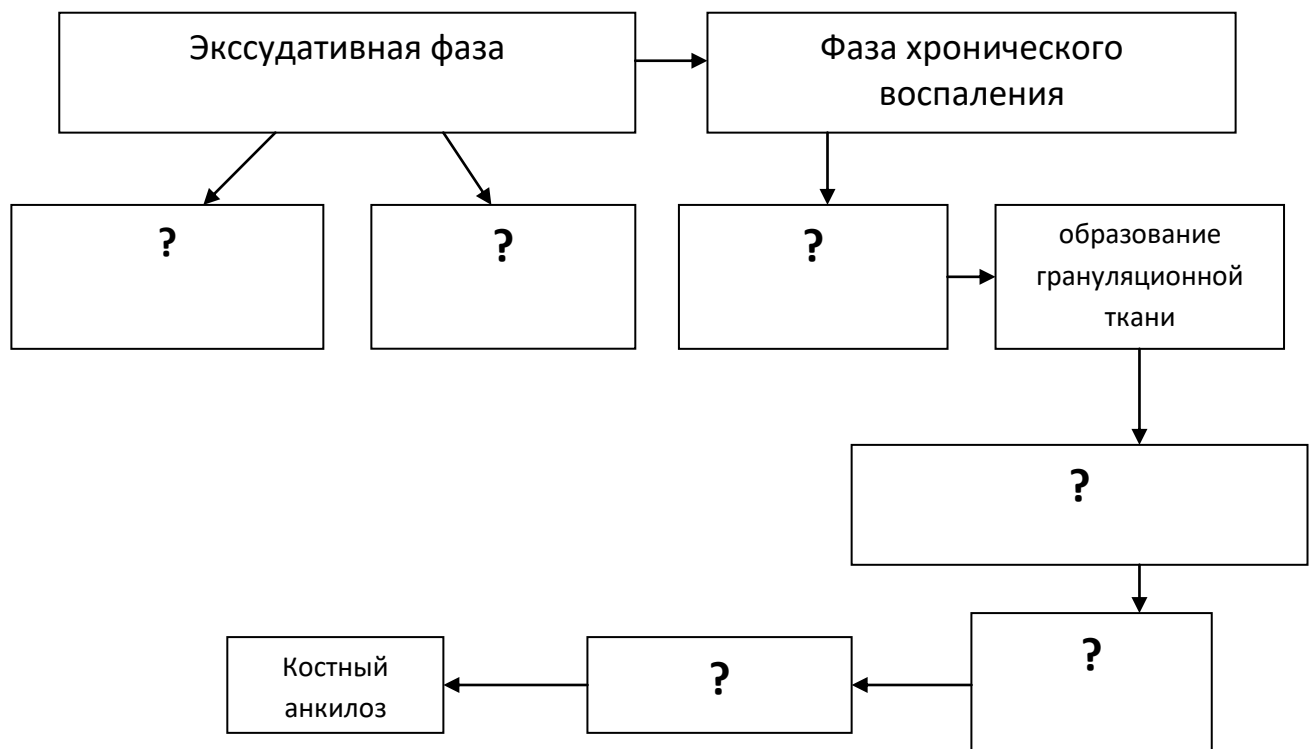 Экссудативная фаза
Фаза хронического
воспаления
?
?
?
образование
грануляционной
ткани
?
?
?
Костный
анкилоз